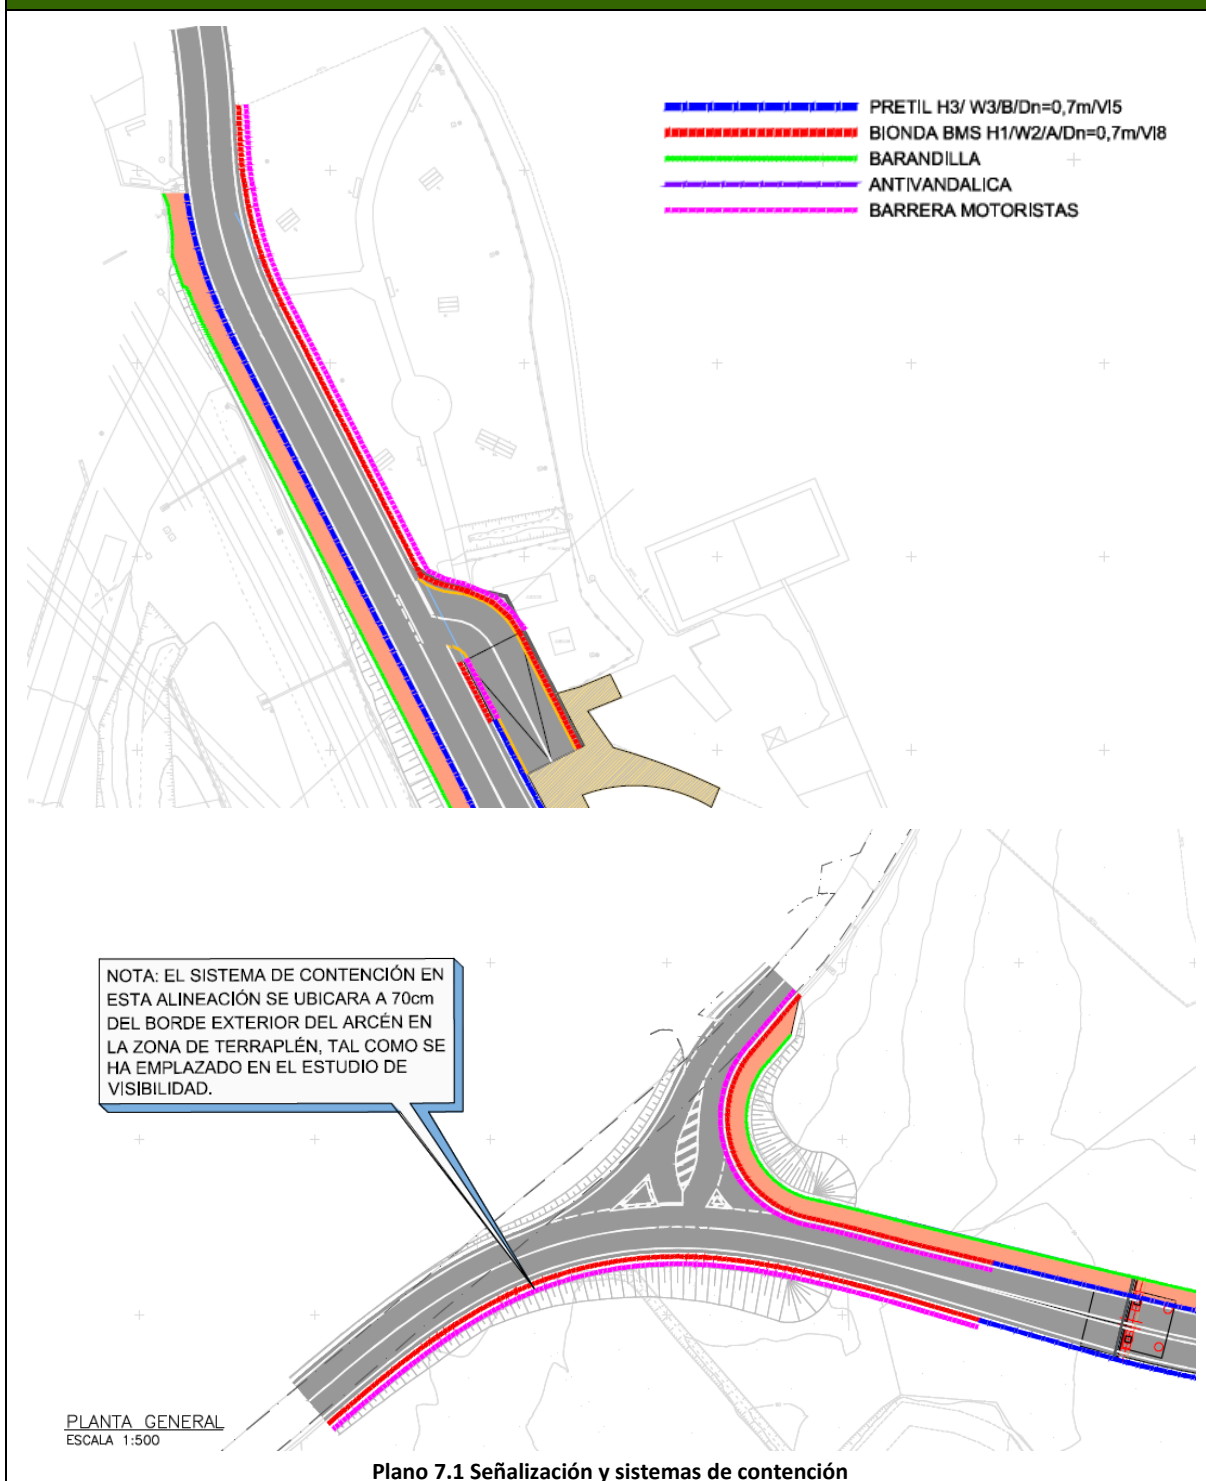 PRETIL H3/ W3/B/Dn=0,7m/VI5
BIONDA BMS H1/W2/A/Dn=0,7m/VI8
BARANDILLA
ANTIVANDALICA
BARRERA MOTORISTAS
NOTA: EL SISTEMA DE CONTENCIÓN EN
ESTA ALINEACIÓN SE UBICARA A 70cm
DEL BORDE EXTERIOR DEL ARCÉN EN
LA ZONA DE TERRAPLÉN, TAL COMO SE
HA EMPLAZADO EN EL ESTUDIO DE
VISIBILIDAD.
PLANTA GENERAL
ESCALA 1:500
Plano 7.1 Señalización y sistemas de contención